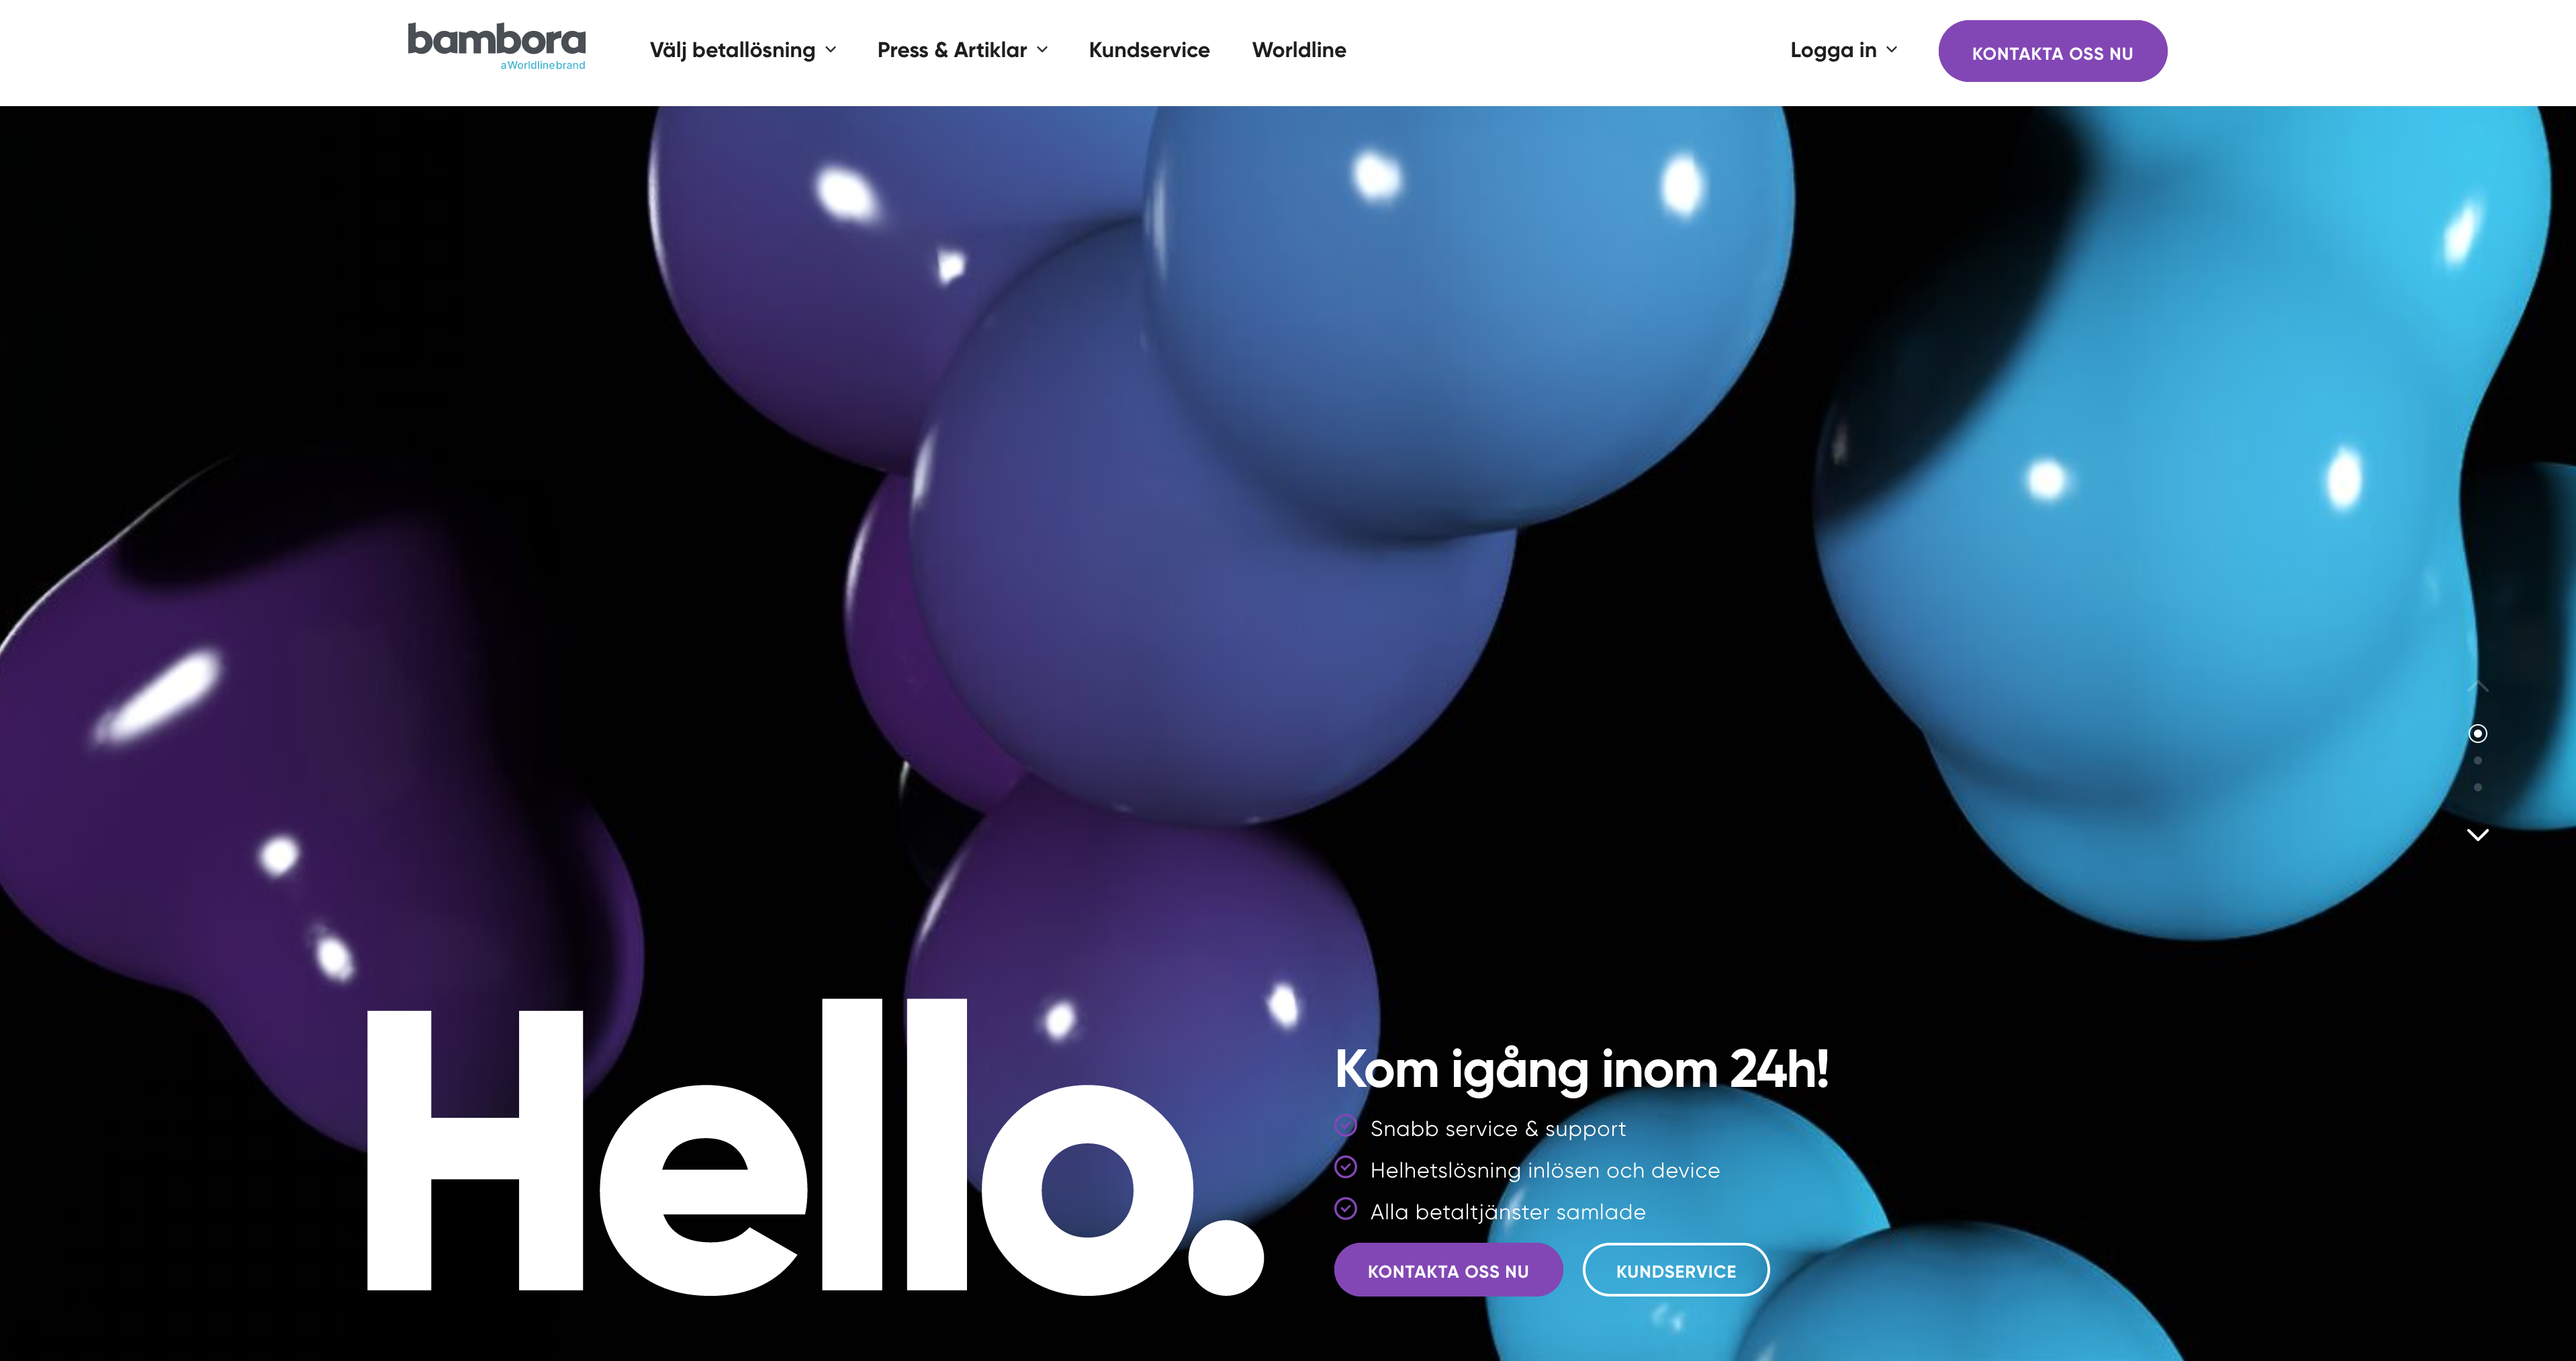 bambora
aWorldlinebrand
Välj betallösning
Press & Artiklar
Kundservice
Worldline
Logga in
KONTAKTA OSS NU
Hello.
Kom igång inom 24h!
Snabb service & support
Helhetslösning inlösen och device
Alla betaltjänster samlade
KONTAKTA OSS NU
KUNDSERVICE